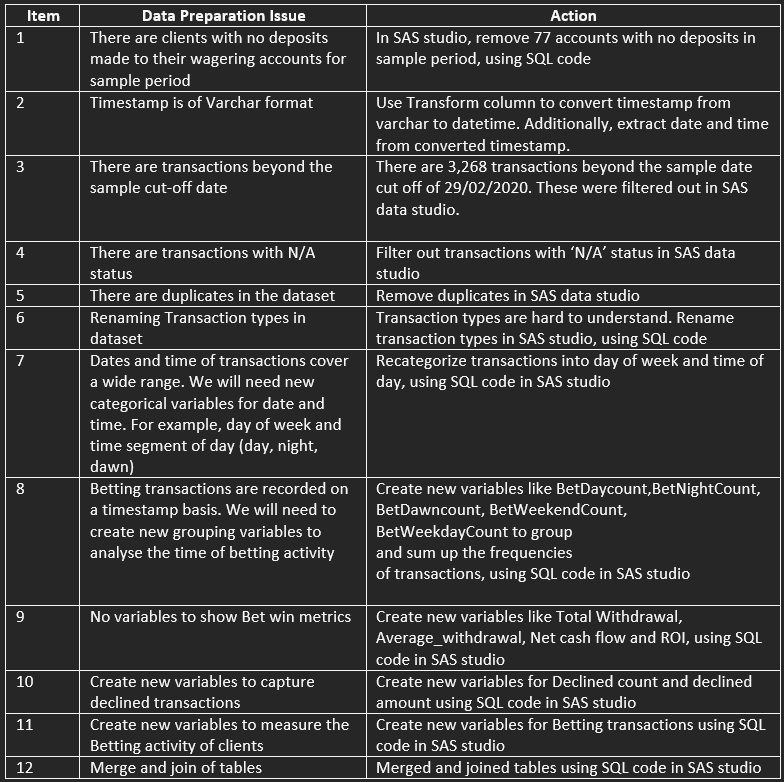 Item Data Preparation Issue Action
1 There are clients with no deposits In SAS studio, remove 77 accounts with no deposits in
made to their wagering accounts for sample period, using SQL code
sample period
2 Timestamp is of Varchar format Use Transform column to convert timestamp from
varchar to datetime. Additionally, extract date and time
from converted timestamp.
3 There are transactions beyond the There are 3,268 transactions beyond the sample date
sample cut-off date cut off of 29/02/2020. These were filtered out in SAS
data studio.
4 There are transactions with N/A Filter out transactions with ‘N/A’ status in SAS data
status studio
5 There are duplicates in the dataset Remove duplicates in SAS data studio
6 Renaming Transaction types in Transaction types are hard to understand. Rename
dataset transaction types in SAS studio, using SQL code
7 Dates and time of transactions cover Recategorize transactions into day of week and time of
a wide range. We will need new day, using SQL code in SAS studio
categorical variables for date and
time. For example, day of week and
time segment of day (day, night,
dawn)
8 Betting transactions are recorded on Create new variables like BetDaycount,BetNightCount,
a timestamp basis. We will need to BetDawncount, BetWeekendCount,
create new grouping variables to BetWeekdayCount to group
analyse the time of betting activity and sum up the frequencies
of transactions, using SQL code in SAS studio
9 No variables to show Bet win metrics Create new variables like Total Withdrawal,
Average_withdrawal, Net cash flow and ROI, using SQL
code in SAS studio
10 Create new variables to capture Create new variables for Declined count and declined
declined transactions amount using SQL code in SAS studio
11 Create new variables to measure the Create new variables for Betting transactions using SQL
Betting activity of clients code in SAS studio
12 Merge and join of tables Merged and joined tables using SQL code in SAS studio